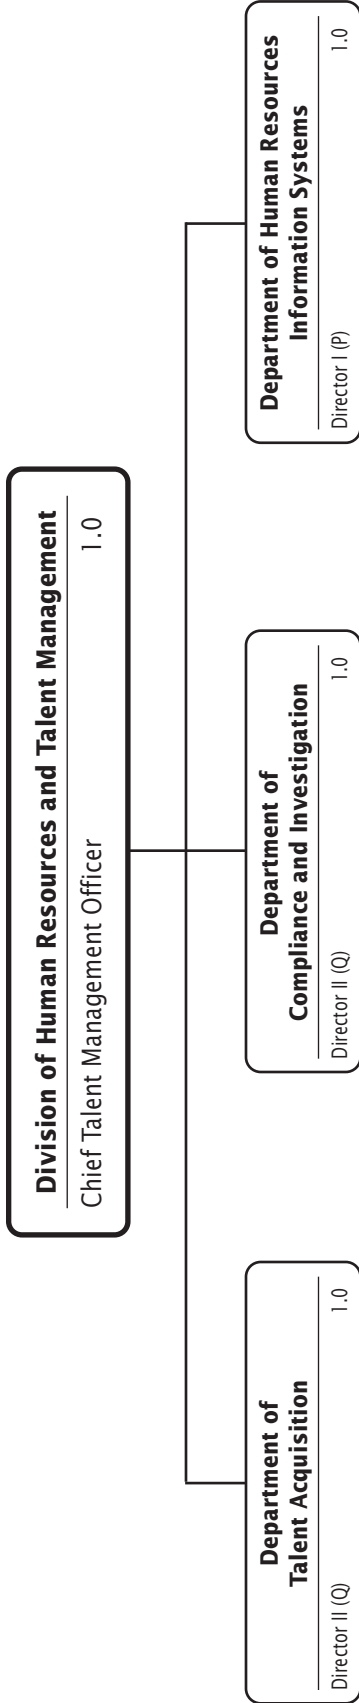 Division of Human Resources and Talent Management
Chief Talent Management Officer 1.0
Department of
Talent Acquisition
Director II (Q) 1.0
Department of
Compliance and Investigation
Director II (Q) 1.0
Department of Human Resources
Information Systems
Director I (P) 1.0